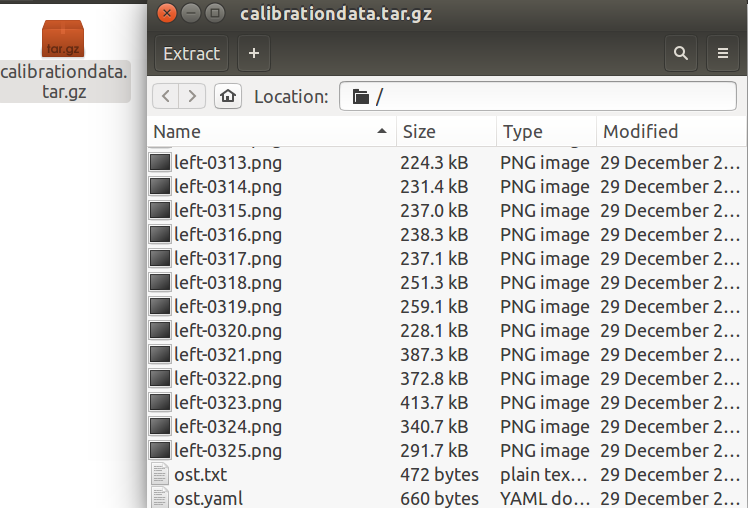 calibrationdata.tar.gz
tar.gz
calibrationdata.
tar.gz
Extract +
Location: /
Name Size Type Modified
left-0313.png 224.3 kB PNG image 29 December 2...
left-0314.png 231.4 kB PNG image 29 December 2...
left-0315.png 237.0 kB PNG image 29 December 2...
left-0316.png 238.3 kB PNG image 29 December 2...
left-0317.png 237.1 kB PNG image 29 December 2...
left-0318.png 251.3 kB PNG image 29 December 2...
left-0319.png 259.1 kB PNG image 29 December 2...
left-0320.png 228.1 kB PNG image 29 December 2...
left-0321.png 387.3 kB PNG image 29 December 2...
left-0322.png 372.8 kB PNG image 29 December 2...
left-0323.png 413.7 kB PNG image 29 December 2...
left-0324.png 340.7 kB PNG image 29 December 2...
left-0325.png 291.7 kB PNG image 29 December 2...
ost.txt 472 bytes plain tex... 29 December 2...
ost.yaml 660 bytes YAML do... 29 December 2...